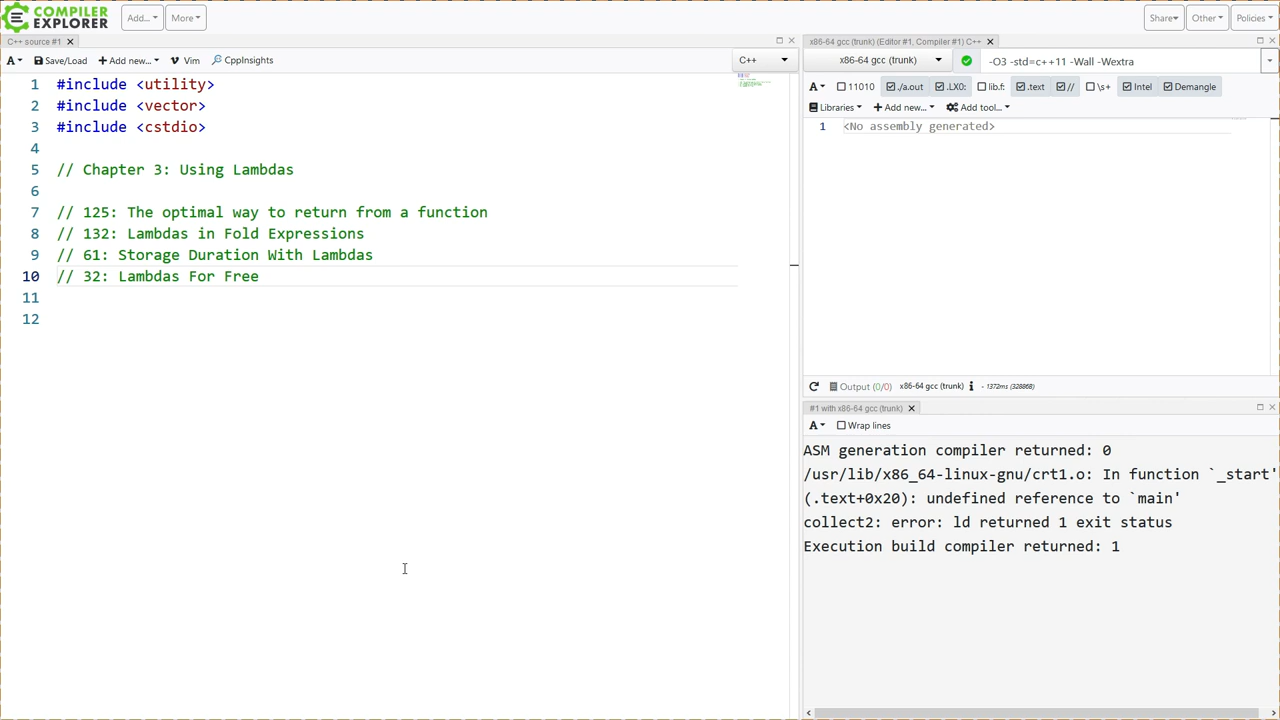 COMPILER
EXPLORER
Add...
More
Share
Other
Policies
C++ source #1
A
Save/Load
Add new...
Vim
CppInsights
C++
1 #include <utility>
2 #include <vector>
3 #include <cstdio>
4
5 // Chapter 3: Using Lambdas
6
7 // 125: The optimal way to return from a function
8 // 132: Lambdas in Fold Expressions
9 // 61: Storage Duration With Lambdas
10 // 32: Lambdas For Free
11
12
x86-64 gcc (trunk) (Editor #1, Compiler #1) C++
x86-64 gcc (trunk)
-O3 -std=c++11 -Wall -Wextra
A 11010 ./a.out .LX0: lib.f: .text // \s+ Intel Demangle
Libraries + Add new... Add tool...
1 <No assembly generated>
Output (0/0) x86-64 gcc (trunk) i - 1372ms (32886B)
#1 with x86-64 gcc (trunk)
A Wrap lines
ASM generation compiler returned: 0
/usr/lib/x86_64-linux-gnu/crt1.o: In function `_start'
(.text+0x20): undefined reference to `main'
collect2: error: ld returned 1 exit status
Execution build compiler returned: 1